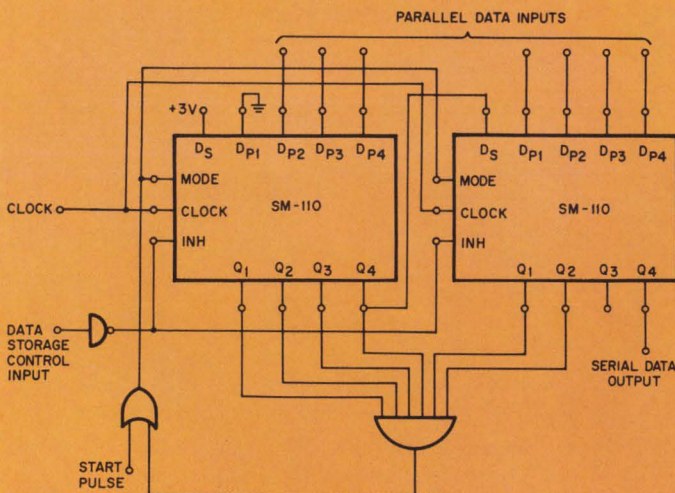 PARALLEL DATA INPUTS
+3V
DS DP1 DP2 DP3 DP4
DS DP1 DP2 DP3 DP4
MODE
CLOCK
INH
SM-110
Q1 Q2 Q3 Q4
MODE
CLOCK
INH
SM-110
Q1 Q2 Q3 Q4
CLOCK
DATA
STORAGE
CONTROL
INPUT
SERIAL DATA
OUTPUT
START
PULSE